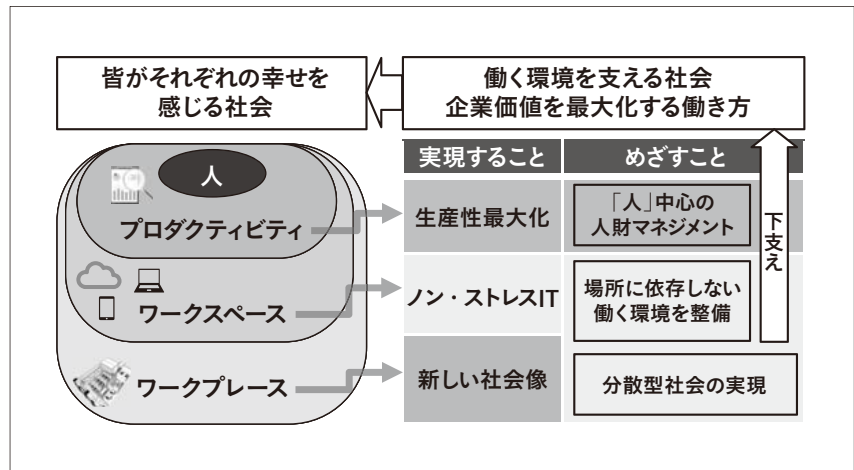 皆がそれぞれの幸せを
感じる社会
働く環境を支える社会
企業価値を最大化する働き方
実現すること
めざすこと
人
プロダクティビティ
生産性最大化
「人」中心の
人財マネジメント
下支え
ワークスペース
ノン・ストレスIT
場所に依存しない
働く環境を整備
ワークプレース
新しい社会像
分散型社会の実現